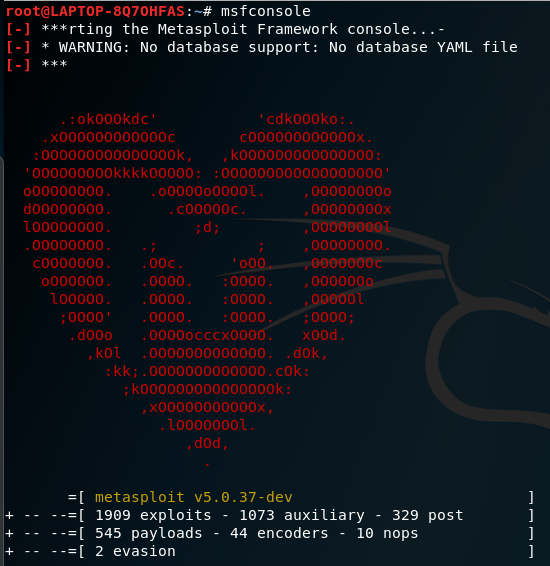 root@LAPTOP-8Q7OHFAS:~# msfconsole
[-] ***rting the Metasploit Framework console...-
[-] * WARNING: No database support: No database YAML file
[-] ***
      .:okOOOkdc'           'cdkOOOko:.
    .xOOOOOOOOOOOOc       cOOOOOOOOOOOOx.
   :OOOOOOOOOOOOOOOk,   ,kOOOOOOOOOOOOOOO:
  'OOOOOOOOOkkkkOOOOO: :OOOOOOOOOOOOOOOOOO'
  oOOOOOOOO.    .oOOOOoOOOOl.    ,OOOOOOOOo
  dOOOOOOOO.      .cOOOOOc.      ,OOOOOOOOx
  lOOOOOOOO.         ;d;         ,OOOOOOOOl
  .OOOOOOOO.   .;           ;    ,OOOOOOOO.
   cOOOOOOO.   .OOc.     'oOO.   ,OOOOOOOc
    oOOOOOO.   .OOOO.   :OOOO.   ,OOOOOOo
     lOOOOO.   .OOOO.   :OOOO.   ,OOOOOl
      ;OOOO'   .OOOO.   :OOOO.   ;OOOO;
       .dOOo   .OOOOocccxOOOO.   xOOd.
         ,kOl  .OOOOOOOOOOOOO. .dOk,
           :kk;.OOOOOOOOOOOOO.cOk:
             ;kOOOOOOOOOOOOOOOk:
               ,xOOOOOOOOOOOx,
                 .lOOOOOOOl.
                    ,dOd,
                      .
       =[ metasploit v5.0.37-dev                          ]
+ -- --=[ 1909 exploits - 1073 auxiliary - 329 post       ]
+ -- --=[ 545 payloads - 44 encoders - 10 nops            ]
+ -- --=[ 2 evasion                                       ]